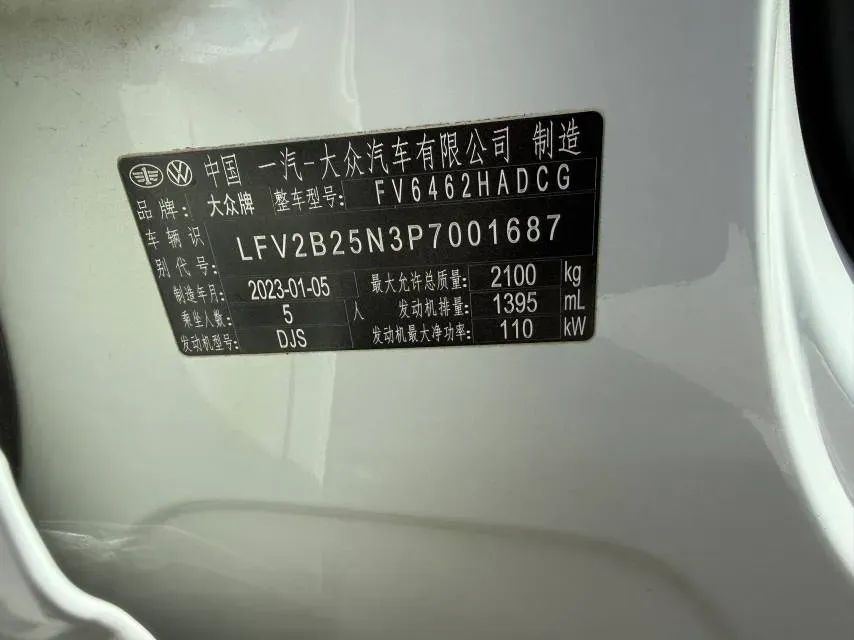 中国 一汽-大众汽车有限公司 制造
品牌: 大众牌 整车型号: FV6462HADCG
车辆识别代号: LFV2B25N3P7001687
制造年月: 2023-01-05 最大允许总质量: 2100 kg
乘坐人数: 5 人 发动机排量: 1395 mL
发动机型号: DJS 发动机最大净功率: 110 kW